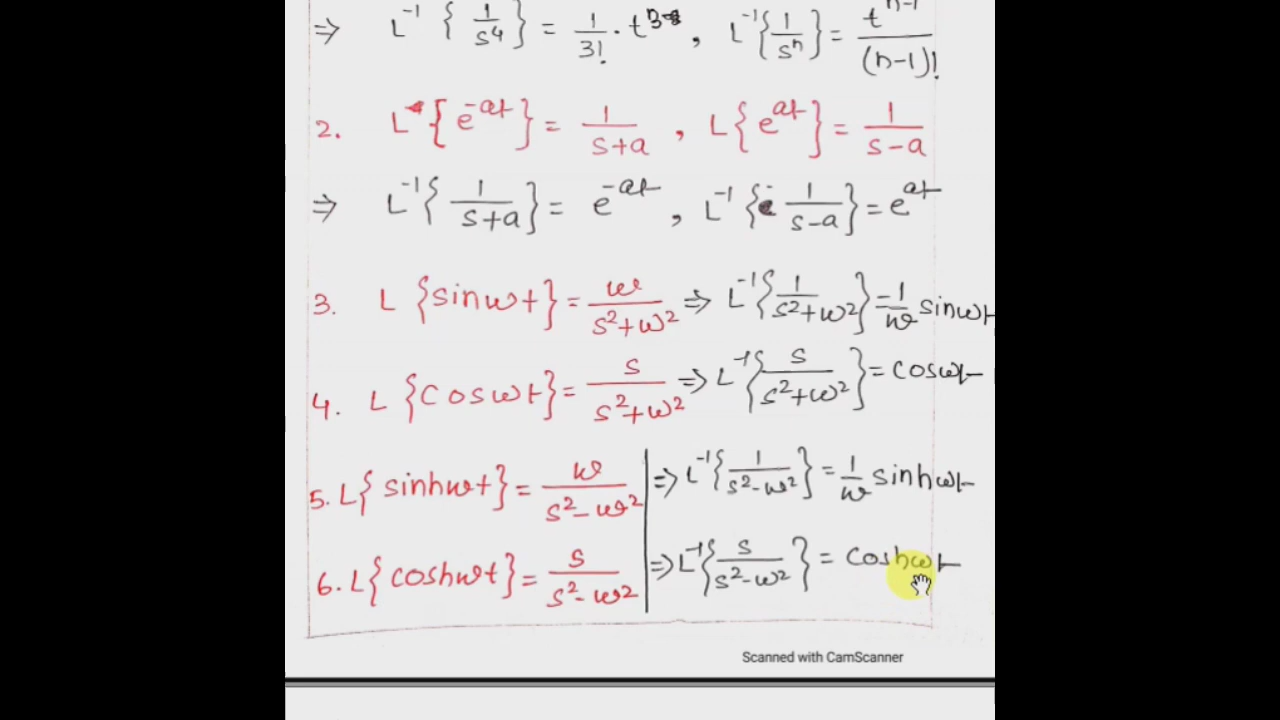 ⇒ L⁻¹{1/s⁴} = 1/3! · t³, L⁻¹{1/sⁿ} = tⁿ⁻¹/(n-1)!
2. L{e⁻ᵃᵗ} = 1/(s+a), L{eᵃᵗ} = 1/(s-a)
⇒ L⁻¹{1/(s+a)} = e⁻ᵃᵗ, L⁻¹{1/(s-a)} = eᵃᵗ
3. L{sinωt} = ω/(s²+ω²) ⇒ L⁻¹{1/(s²+ω²)} = 1/ω sinωt
4. L{cosωt} = s/(s²+ω²) ⇒ L⁻¹{s/(s²+ω²)} = cosωt
5. L{sinhωt} = ω/(s²-ω²) ⇒ L⁻¹{1/(s²-ω²)} = 1/ω sinhωt
6. L{coshωt} = s/(s²-ω²) ⇒ L⁻¹{s/(s²-ω²)} = coshωt
Scanned with CamScanner